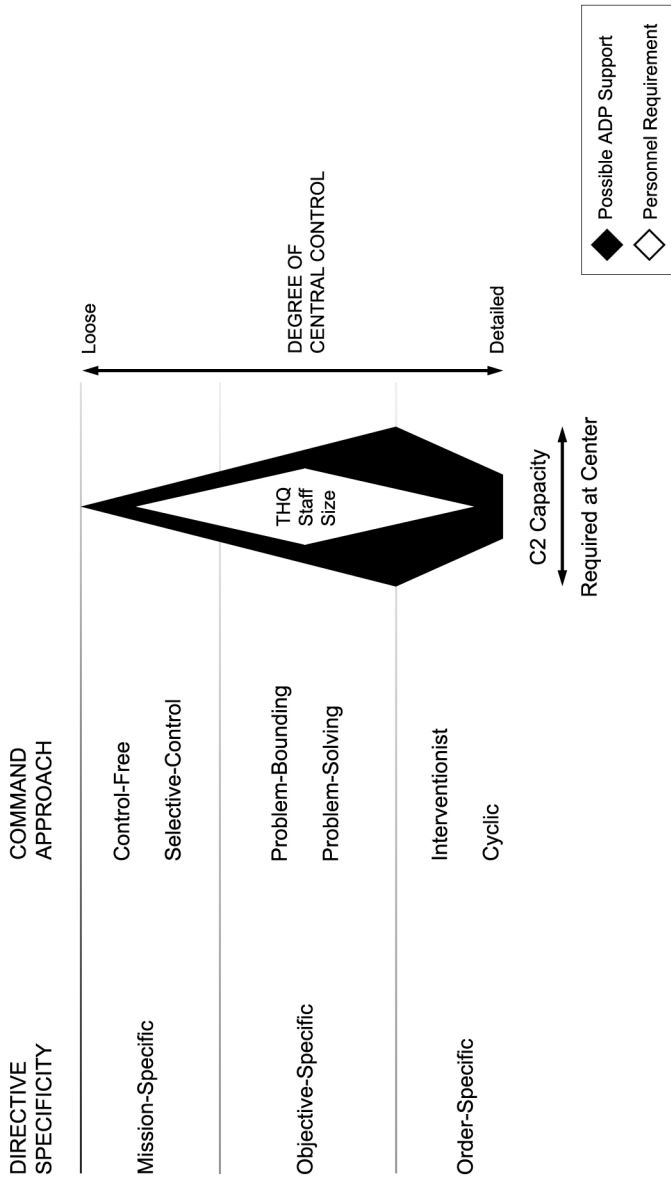 DIRECTIVE
SPECIFICITY
COMMAND
APPROACH
Mission-Specific
Control-Free
Selective-Control
Objective-Specific
Problem-Bounding
Problem-Solving
Order-Specific
Interventionist
Cyclic
THQ
Staff
Size
Loose
DEGREE OF
CENTRAL CONTROL
Detailed
C2 Capacity
Required at Center
Possible ADP Support
Personnel Requirement